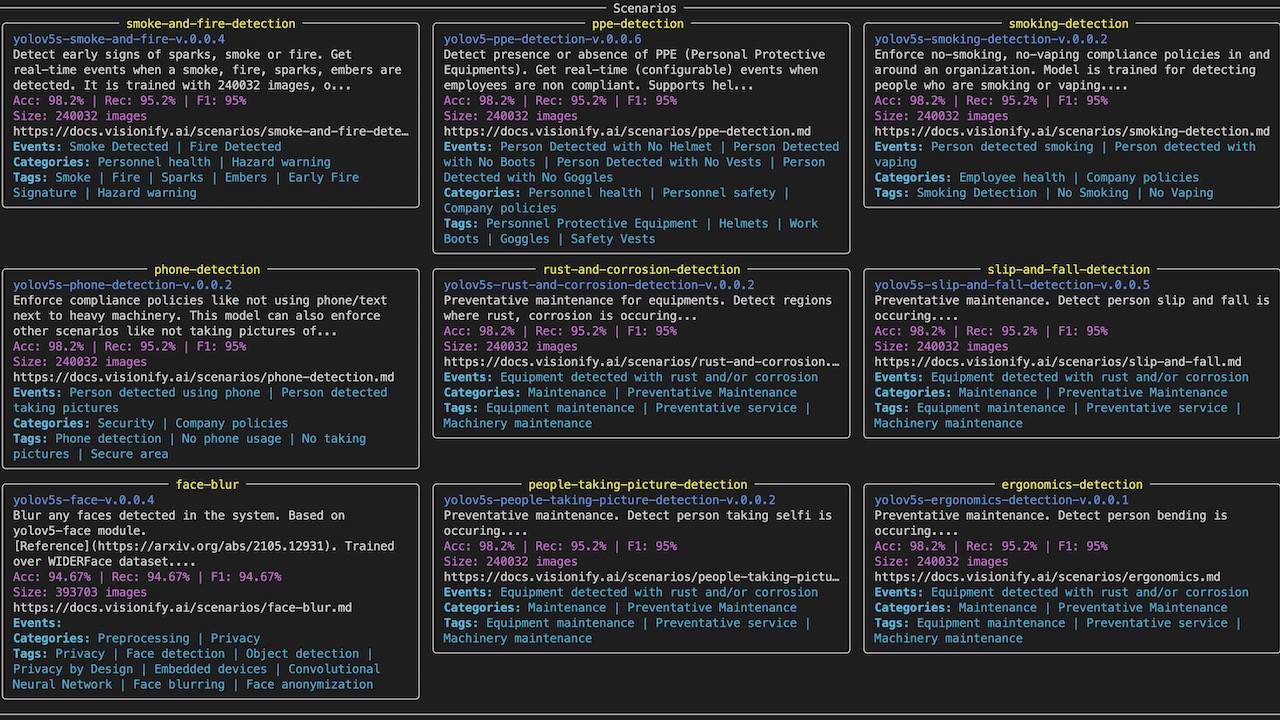 Scenarios
smoke-and-fire-detection
yolov5s-smoke-and-fire-v.0.0.4
Detect early signs of sparks, smoke or fire. Get
real-time events when a smoke, fire, sparks, embers are
detected. It is trained with 240032 images, o...
Acc: 98.2% | Rec: 95.2% | F1: 95%
Size: 240032 images
https://docs.visionify.ai/scenarios/smoke-and-fire-dete…
Events: Smoke Detected | Fire Detected
Categories: Personnel health | Hazard warning
Tags: Smoke | Fire | Sparks | Embers | Early Fire
Signature | Hazard warning
ppe-detection
yolov5-ppe-detection-v.0.0.6
Detect presence or absence of PPE (Personal Protective
Equipments). Get real-time (configurable) events when
employees are non compliant. Supports hel...
Acc: 98.2% | Rec: 95.2% | F1: 95%
Size: 240032 images
https://docs.visionify.ai/scenarios/ppe-detection.md
Events: Person Detected with No Helmet | Person Detected
with No Boots | Person Detected with No Vests | Person
Detected with No Goggles
Categories: Personnel health | Personnel safety |
Company policies
Tags: Personnel Protective Equipment | Helmets | Work
Boots | Goggles | Safety Vests
smoking-detection
yolov5s-smoking-detection-v.0.0.2
Enforce no-smoking, no-vaping compliance policies in and
around an organization. Model is trained for detecting
people who are smoking or vaping....
Acc: 98.2% | Rec: 95.2% | F1: 95%
Size: 240032 images
https://docs.visionify.ai/scenarios/smoking-detection.md
Events: Person detected smoking | Person detected with
vaping
Categories: Employee health | Company policies
Tags: Smoking Detection | No Smoking | No Vaping
phone-detection
yolov5s-phone-detection-v.0.0.2
Enforce compliance policies like not using phone/text
next to heavy machinery. This model can also enforce
other scenarios like not taking pictures of...
Acc: 98.2% | Rec: 95.2% | F1: 95%
Size: 240032 images
https://docs.visionify.ai/scenarios/phone-detection.md
Events: Person detected using phone | Person detected
taking pictures
Categories: Security | Company policies
Tags: Phone detection | No phone usage | No taking
pictures | Secure area
rust-and-corrosion-detection
yolov5s-rust-and-corrosion-detection-v.0.0.2
Preventative maintenance for equipments. Detect regions
where rust, corrosion is occuring...
Acc: 98.2% | Rec: 95.2% | F1: 95%
Size: 240032 images
https://docs.visionify.ai/scenarios/rust-and-corrosion.…
Events: Equipment detected with rust and/or corrosion
Categories: Maintenance | Preventative Maintenance
Tags: Equipment maintenance | Preventative service |
Machinery maintenance
slip-and-fall-detection
yolov5s-slip-and-fall-detection-v.0.0.5
Preventative maintenance. Detect person slip and fall is
occuring....
Acc: 98.2% | Rec: 95.2% | F1: 95%
Size: 240032 images
https://docs.visionify.ai/scenarios/slip-and-fall.md
Events: Equipment detected with rust and/or corrosion
Categories: Maintenance | Preventative Maintenance
Tags: Equipment maintenance | Preventative service |
Machinery maintenance
face-blur
yolov5s-face-v.0.0.4
Blur any faces detected in the system. Based on
yolov5-face module.
[Reference](https://arxiv.org/abs/2105.12931). Trained
over WIDERFace dataset....
Acc: 94.67% | Rec: 94.67% | F1: 94.67%
Size: 393703 images
https://docs.visionify.ai/scenarios/face-blur.md
Events:
Categories: Preprocessing | Privacy
Tags: Privacy | Face detection | Object detection |
Privacy by Design | Embedded devices | Convolutional
Neural Network | Face blurring | Face anonymization
people-taking-picture-detection
yolov5s-people-taking-picture-detection-v.0.0.2
Preventative maintenance. Detect person taking selfi is
occuring....
Acc: 98.2% | Rec: 95.2% | F1: 95%
Size: 240032 images
https://docs.visionify.ai/scenarios/people-taking-pictu…
Events: Equipment detected with rust and/or corrosion
Categories: Maintenance | Preventative Maintenance
Tags: Equipment maintenance | Preventative service |
Machinery maintenance
ergonomics-detection
yolov5s-ergonomics-detection-v.0.0.1
Preventative maintenance. Detect person bending is
occuring....
Acc: 98.2% | Rec: 95.2% | F1: 95%
Size: 240032 images
https://docs.visionify.ai/scenarios/ergonomics.md
Events: Equipment detected with rust and/or corrosion
Categories: Maintenance | Preventative Maintenance
Tags: Equipment maintenance | Preventative service |
Machinery maintenance